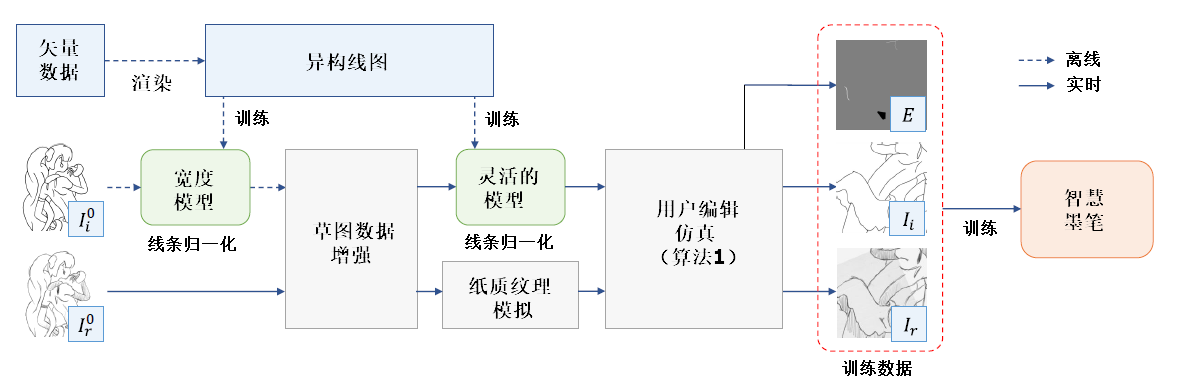 矢量
数据
渲染
异构线图
离线
实时
训练
训练
E
宽度
模型
线条归一化
I_i^0
草图数据
增强
灵活的
模型
线条归一化
用户编辑
仿真
（算法1）
I_i
训练
智慧
墨笔
I_r^0
纸质纹理
模拟
I_r
训练数据